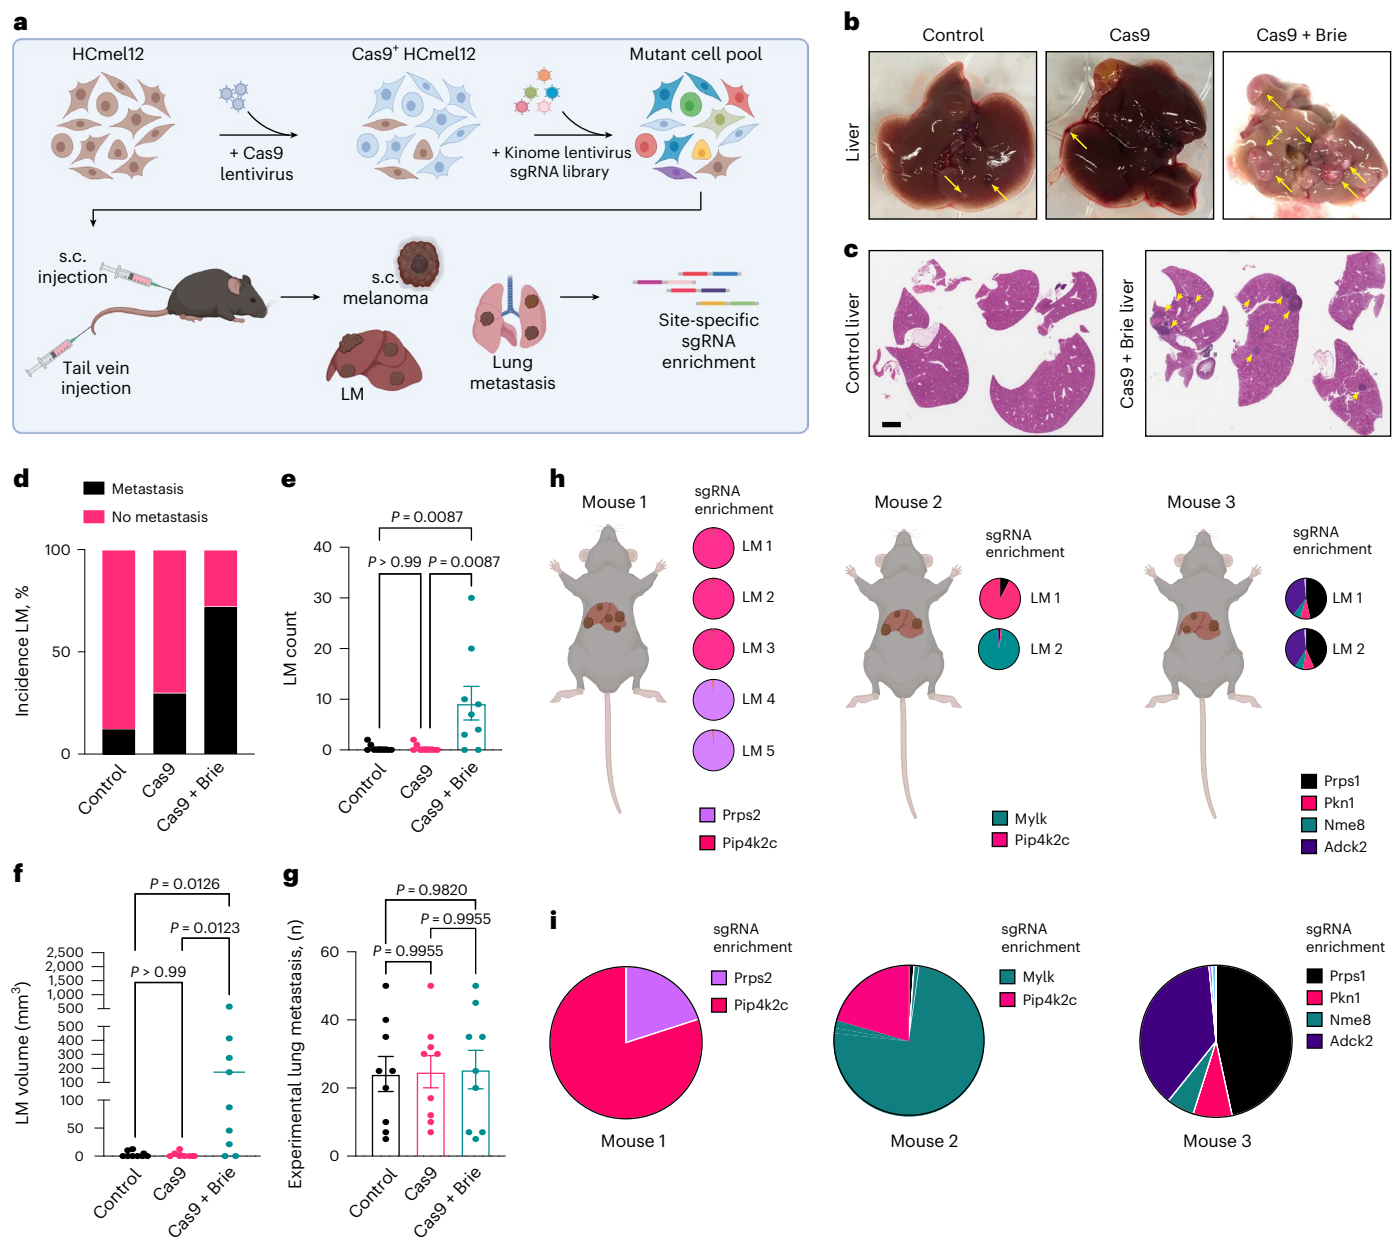 a
HCmel12
Cas9+ HCmel12
Mutant cell pool
+ Cas9
lentivirus
+ Kinome lentivirus
sgRNA library
s.c.
injection
Tail vein
injection
s.c.
melanoma
LM
Lung
metastasis
Site-specific
sgRNA
enrichment
b
Control
Cas9
Cas9 + Brie
Liver
c
Control liver
Cas9 + Brie liver
d
Metastasis
No metastasis
Incidence LM, %
100
50
0
Control
Cas9
Cas9 + Brie
e
P = 0.0087
P > 0.99
P = 0.0087
LM count
40
30
20
10
0
Control
Cas9
Cas9 + Brie
h
Mouse 1
sgRNA
enrichment
LM 1
LM 2
LM 3
LM 4
LM 5
Prps2
Pip4k2c
Mouse 2
sgRNA
enrichment
LM 1
LM 2
Mylk
Pip4k2c
Mouse 3
sgRNA
enrichment
LM 1
LM 2
Prps1
Pkn1
Nme8
Adck2
f
P = 0.0126
P = 0.0123
P > 0.99
LM volume (mm3)
2,500
2,000
1,500
1,000
500
500
400
300
200
100
100
50
0
Control
Cas9
Cas9 + Brie
g
P = 0.9820
P = 0.9955
P = 0.9955
Experimental lung metastasis, (n)
60
40
20
0
Control
Cas9
Cas9 + Brie
i
sgRNA
enrichment
Prps2
Pip4k2c
Mouse 1
sgRNA
enrichment
Mylk
Pip4k2c
Mouse 2
sgRNA
enrichment
Prps1
Pkn1
Nme8
Adck2
Mouse 3